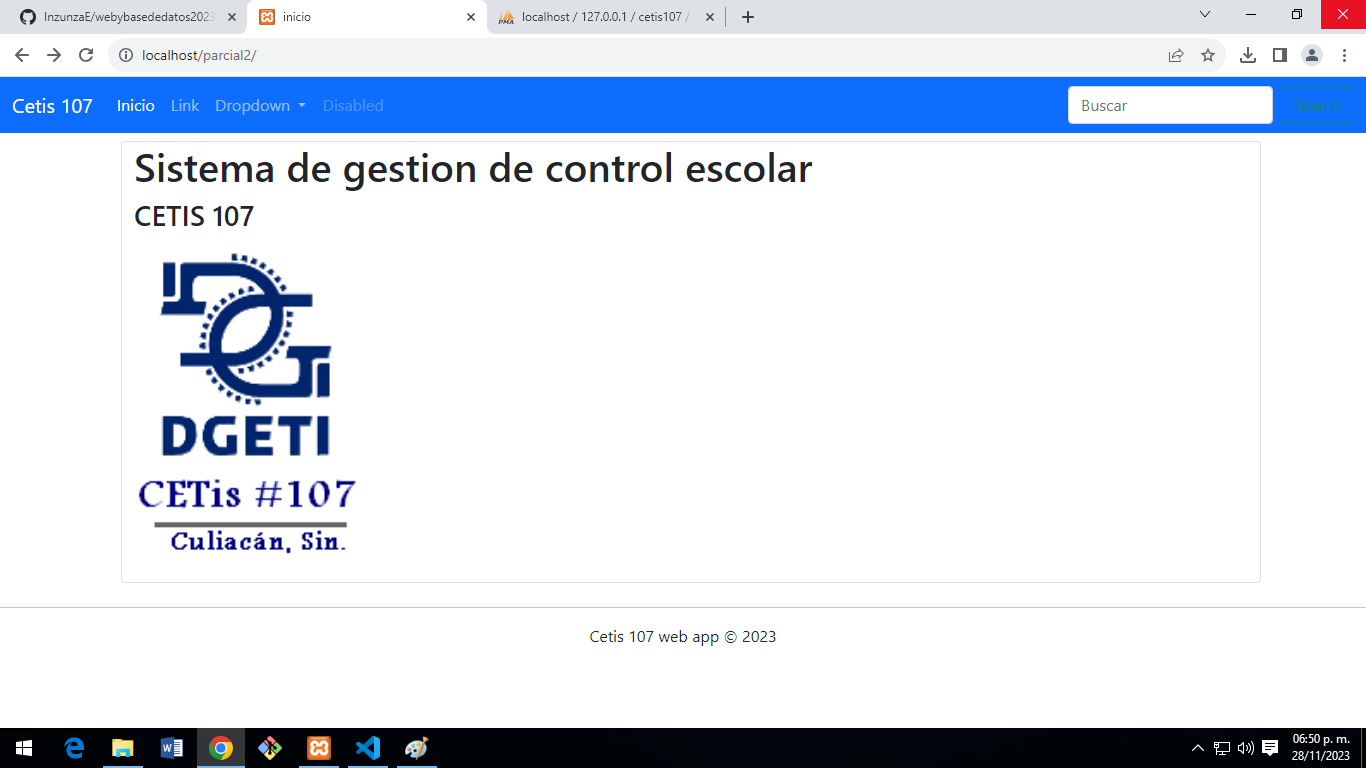 InzunzaE/webybasededatos2023
inicio
localhost / 127.0.0.1 / cetis107 /
localhost/parcial2/
Cetis 107
Inicio
Link
Dropdown
Disabled
Buscar
Search
Sistema de gestion de control escolar
CETIS 107
DGETI
CETis #107
Culiacán, Sin.
Cetis 107 web app © 2023
06:50 p. m.
28/11/2023